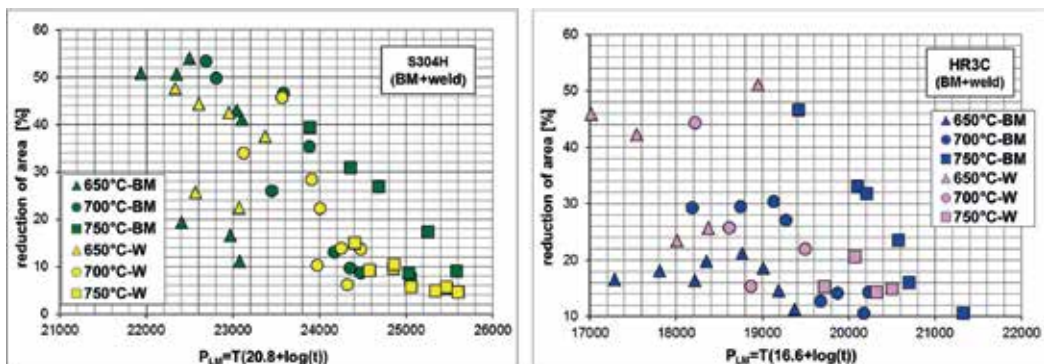 60
50
40
30
20
10
0
reduction of area [%]
S304H
(BM+weld)
650°C-BM
700°C-BM
750°C-BM
650°C-W
700°C-W
750°C-W
21000 22000 23000 24000 25000 26000
PLM=T(20.8+log(t))
60
50
40
30
20
10
reduction of area [%]
HR3C
(BM+weld)
650°C-BM
700°C-BM
750°C-BM
650°C-W
700°C-W
750°C-W
17000 18000 19000 20000 21000 22000
PLM=T(16.6+log(t))